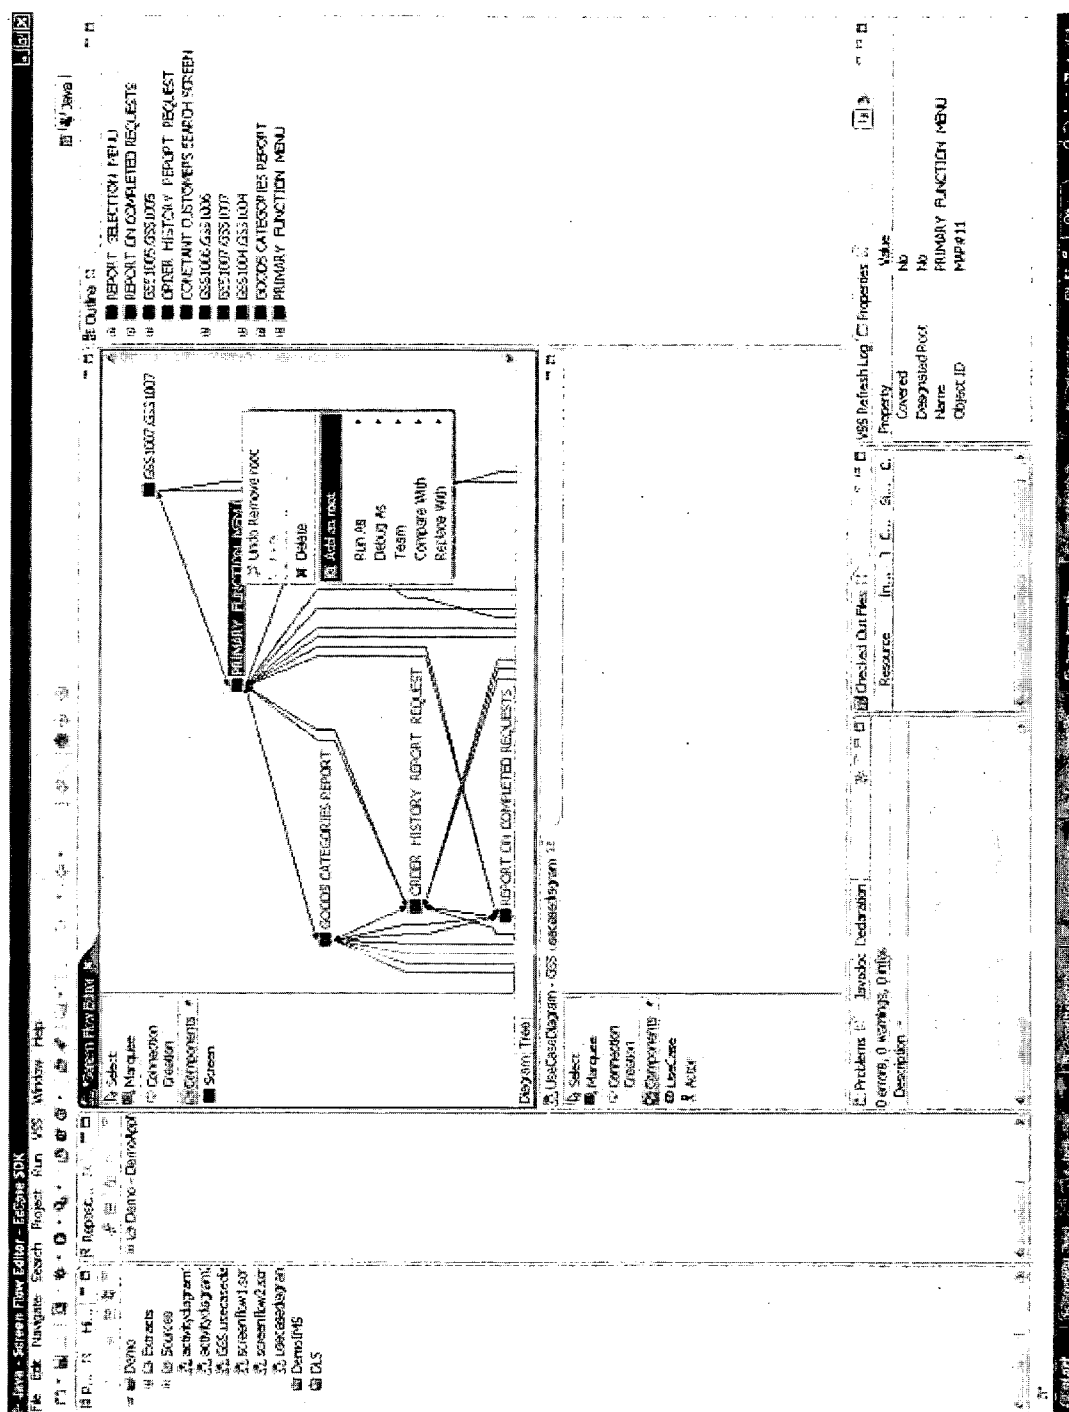 Java - Screen Flow Editor - Eclipse SDK
File Edit Navigate Search Project Run VSS Window Help
Java
Demo
Extracts
Sources
activitydiagram
activitydiagram
GSS.usecasedia
screenflow1.scr
screenflow2.scr
usecasediagram
DemoIMS
DLS
Demo - DemoAppl
*Screen Flow Editor
Select
Marquee
Connection
Creation
Components
Screen
GSS1007.GSS1007
PRIMARY FUNCTION MENU
GOODS CATEGORIES REPORT
ORDER HISTORY REPORT REQUEST
REPORT ON COMPLETED REQUESTS
Undo Remove root
Delete
Add as root
Run As
Debug As
Team
Compare With
Replace With
Diagram Tree
UseCaseDiagram - GSS.usecasediagram
Select
Marquee
Connection
Creation
Components
UseCase
Actor
Outline
REPORT SELECTION MENU
REPORT ON COMPLETED REQUESTS
GSS1005.GSS1005
ORDER HISTORY REPORT REQUEST
CONSTANT CUSTOMERS SEARCH SCREEN
GSS1006.GSS1006
GSS1007.GSS1007
GSS1004.GSS1004
GOODS CATEGORIES REPORT
PRIMARY FUNCTION MENU
Problems Javadoc Declaration
0 errors, 0 warnings, 0 infos
Description
Checked Out Files
Resource In... C...
VSS Refresh Log Properties
Property Value
Covered No
Designated Root No
Name PRIMARY FUNCTION MENU
Object ID MAP#11
start